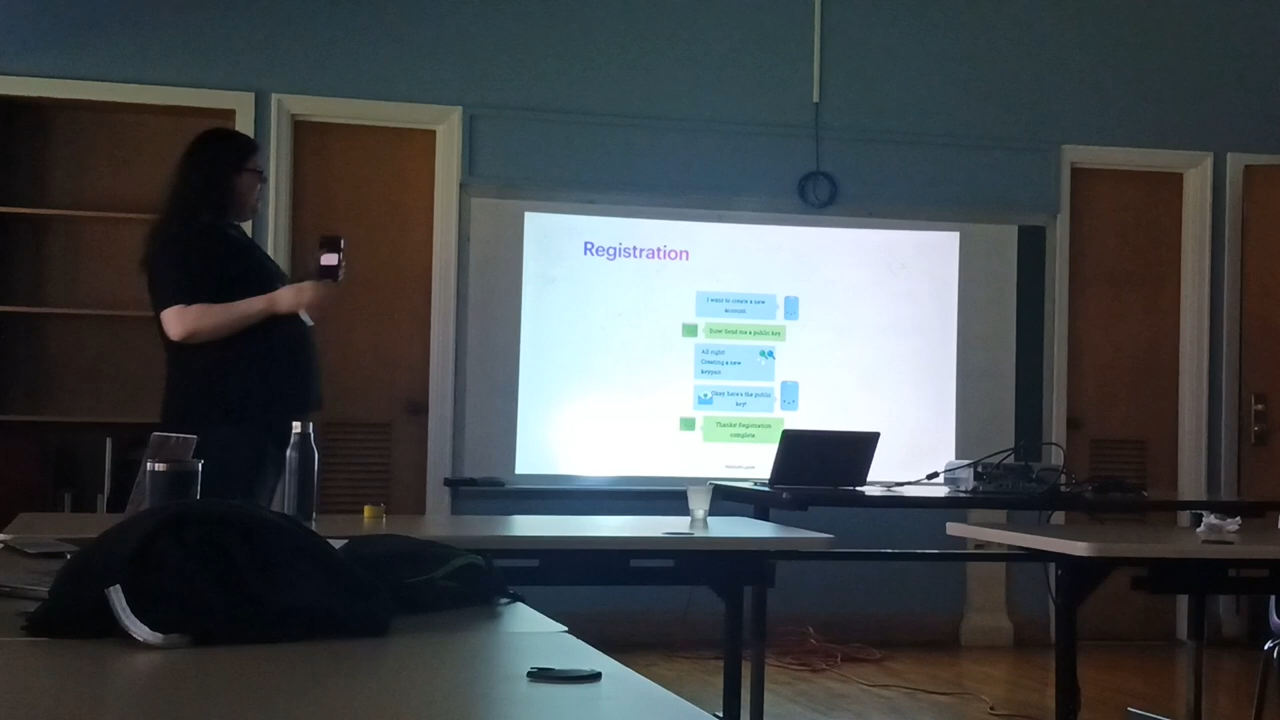 Registration
I want to create a new
account.
Sure! Send me a public key
All right!
Creating a new
keypair.
Okay, here's the public
key!
Thanks! Registration
complete